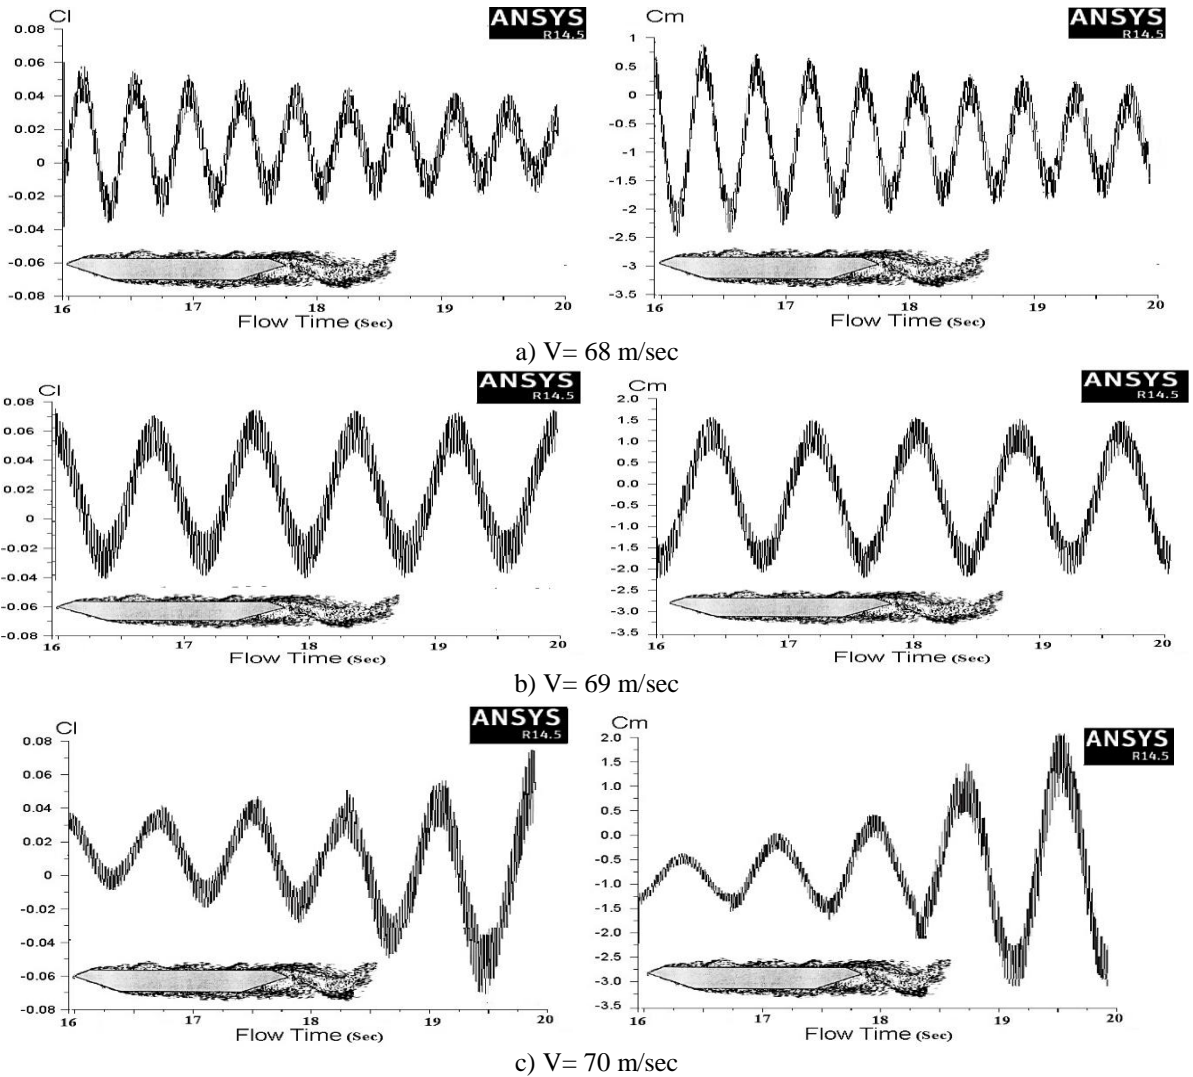 Cl
ANSYS
R14.5
0.08
0.06
0.04
0.02
0
-0.02
-0.04
-0.06
-0.08
16 17 18 19 20
Flow Time (Sec)
Cm
ANSYS
R14.5
1
0.5
0
-0.5
-1
-1.5
-2
-2.5
-3
-3.5
16 17 18 19 20
Flow Time (Sec)
a) V= 68 m/sec
Cl
ANSYS
R14.5
0.08
0.06
0.04
0.02
0
-0.02
-0.04
-0.06
-0.08
16 17 18 19 20
Flow Time (Sec)
Cm
ANSYS
R14.5
2.0
1.5
1.0
0.5
0.0
-0.5
-1.0
-1.5
-2.0
-2.5
-3.0
-3.5
16 17 18 19 20
Flow Time (Sec)
b) V= 69 m/sec
Cl
ANSYS
R14.5
0.08
0.06
0.04
0.02
0
-0.02
-0.04
-0.06
-0.08
16 17 18 19 20
Flow Time (Sec)
Cm
ANSYS
R14.5
2.0
1.5
1.0
0.5
0.0
-0.5
-1.0
-1.5
-2.0
-2.5
-3.0
-3.5
16 17 18 19 20
Flow Time (Sec)
c) V= 70 m/sec